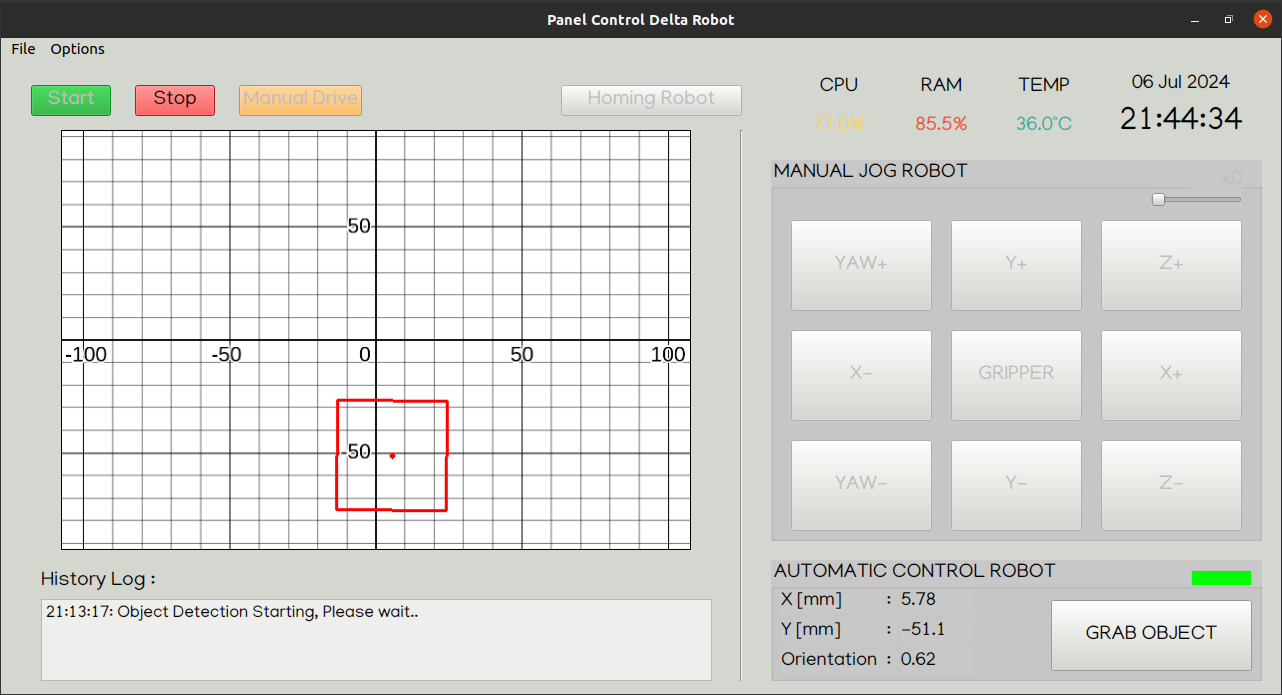 Panel Control Delta Robot
File Options
Start Stop Manual Drive Homing Robot
CPU RAM TEMP 06 Jul 2024
77.0% 85.5% 36.0°C 21:44:34
MANUAL JOG ROBOT
x0
YAW+ Y+ Z+
X- GRIPPER X+
YAW- Y- Z-
50
-100 -50 0 50 100
-50
History Log :
21:13:17: Object Detection Starting, Please wait..
AUTOMATIC CONTROL ROBOT
X [mm] : 5.78
Y [mm] : -51.1
Orientation : 0.62
GRAB OBJECT